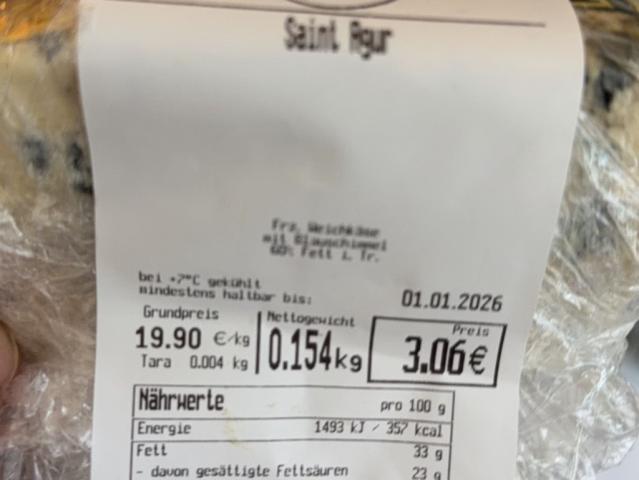 Saint Agur
Frz. Weichkäse
mit Blauschimmel
60% Fett i. Tr.
bei +7°C gekühlt
mindestens haltbar bis: 01.01.2026
Grundpreis Nettogewicht Preis
19.90 €/kg 0.154kg 3.06€
Tara 0.004 kg
Nährwerte pro 100 g
Energie 1493 kJ / 357 kcal
Fett 33 g
- davon gesättigte Fettsäuren 23 g